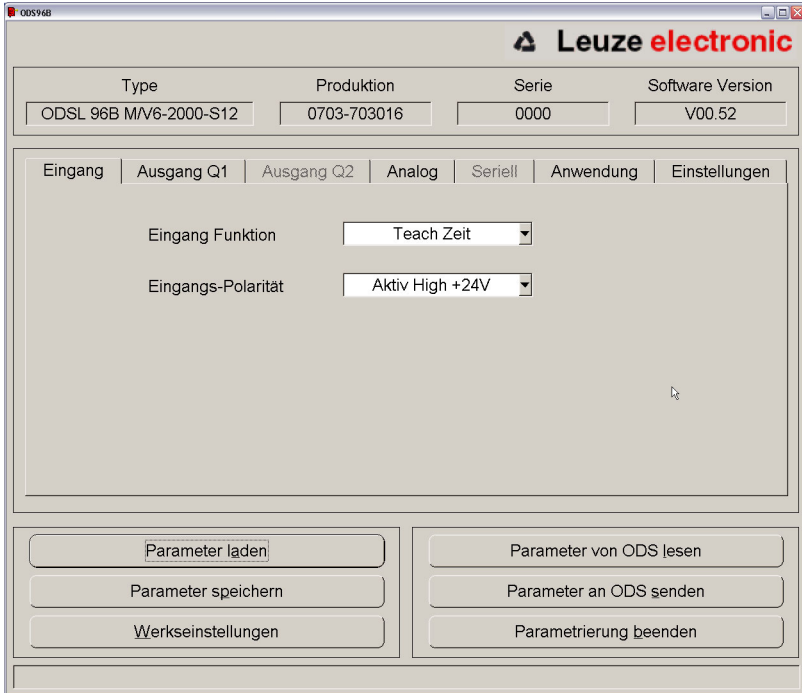 ODS96B
Leuze electronic
Type Produktion Serie Software Version
ODSL 96B M/V6-2000-S12 0703-703016 0000 V00.52
Eingang Ausgang Q1 Ausgang Q2 Analog Seriell Anwendung Einstellungen
Eingang Funktion Teach Zeit
Eingangs-Polarität Aktiv High +24V
Parameter laden Parameter von ODS lesen
Parameter speichern Parameter an ODS senden
Werkseinstellungen Parametrierung beenden